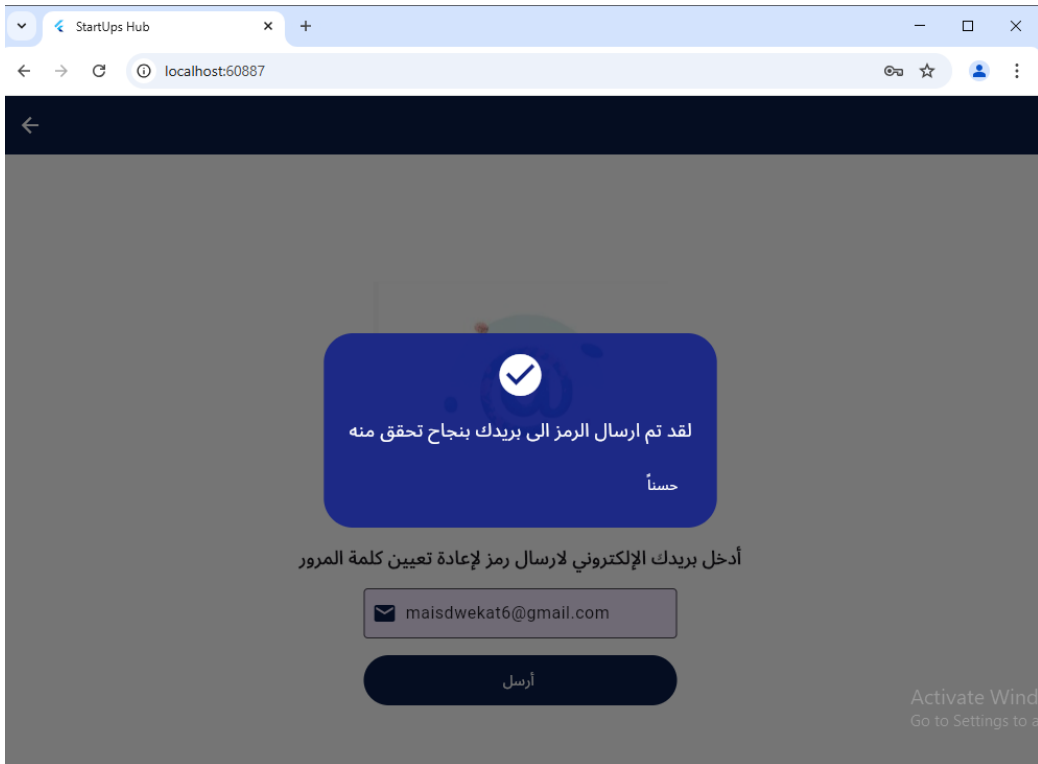 StartUps Hub
localhost:60887
لقد تم ارسال الرمز الى بريدك بنجاح تحقق منه
حسناً
أدخل بريدك الإلكتروني لارسال رمز لإعادة تعيين كلمة المرور
maisdwekat6@gmail.com
أرسل
Activate Wind
Go to Settings to a